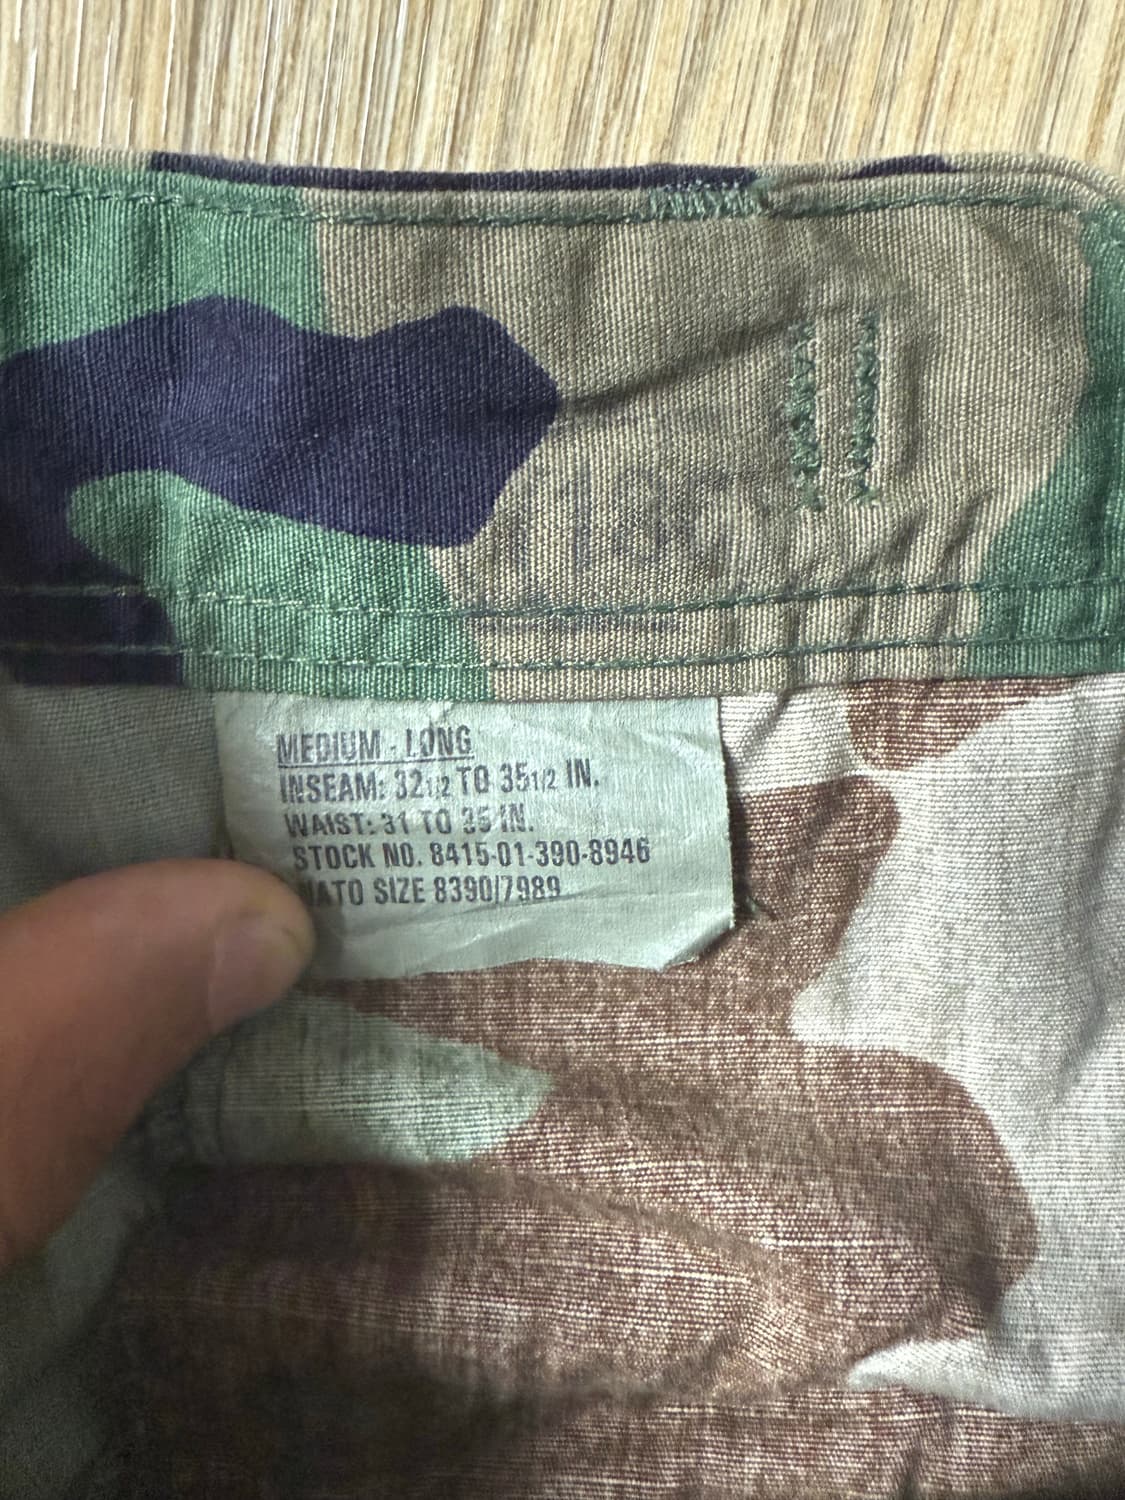 MEDIUM - LONG
INSEAM: 32 1/2 TO 35 1/2 IN.
WAIST: 31 TO 35 IN.
STOCK NO. 8415-01-390-8946
NATO SIZE 8390/7989